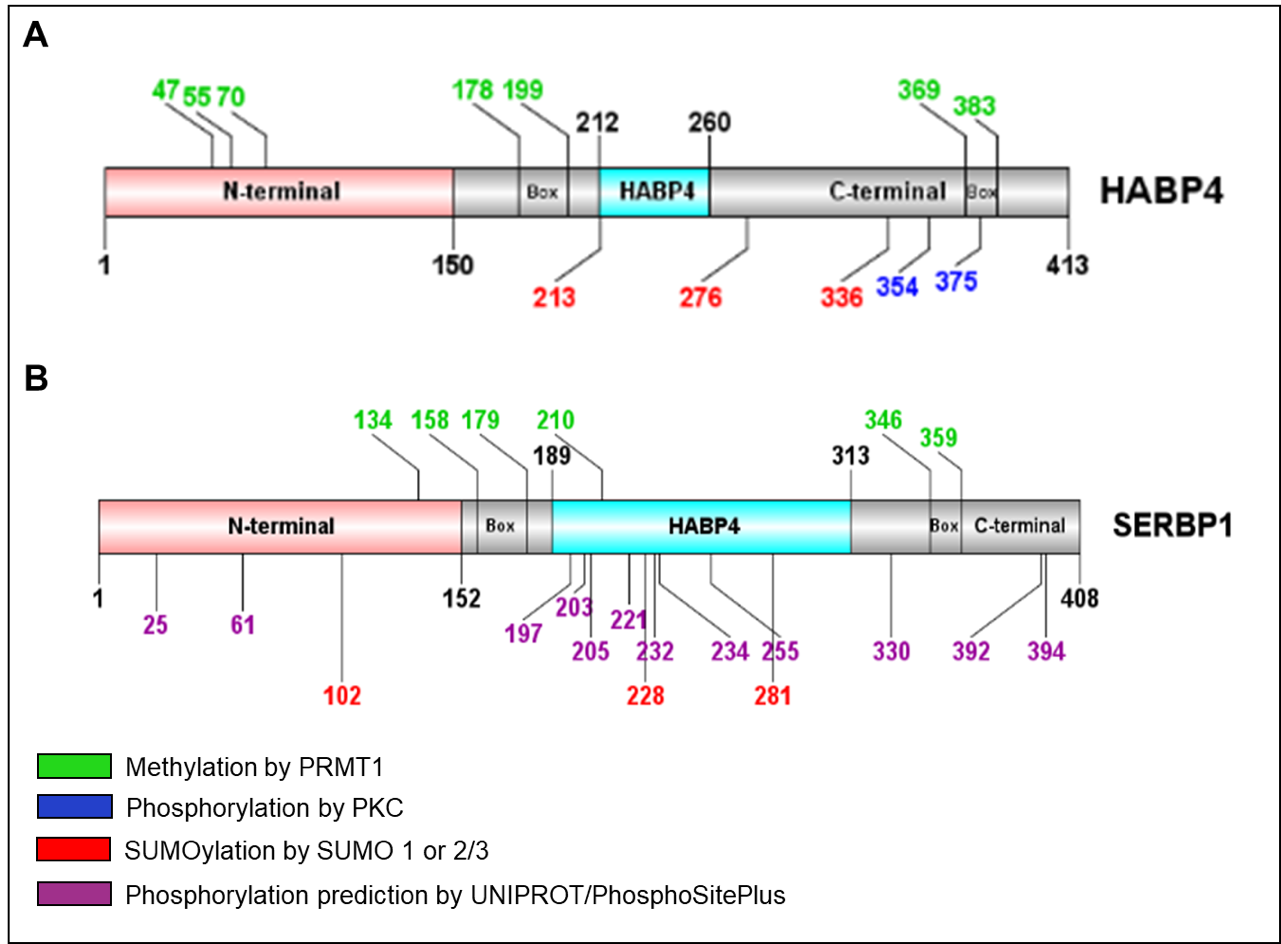 A
47 55 70 178 199 369 383
212 260
N-terminal Box HABP4 C-terminal Box HABP4
1 150 213 276 336 354 375 413
B
134 158 179 210 346 359
189 313
N-terminal Box HABP4 Box C-terminal SERBP1
1 152 408
25 61 197 203 221
205 232 234 255 330 392 394
102 228 281
Methylation by PRMT1
Phosphorylation by PKC
SUMOylation by SUMO 1 or 2/3
Phosphorylation prediction by UNIPROT/PhosphoSitePlus